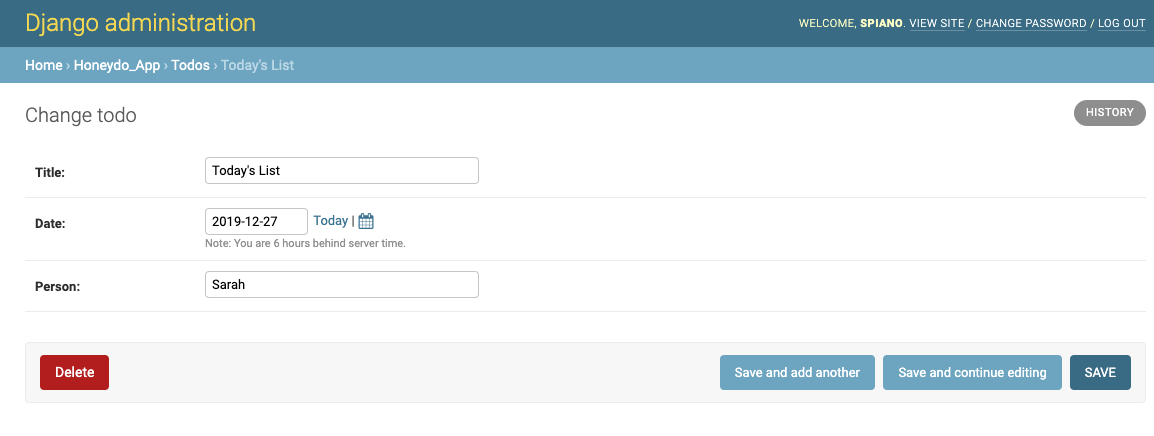 Django administration
WELCOME, SPIANO. VIEW SITE / CHANGE PASSWORD / LOG OUT
Home › Honeydo_App › Todos › Today's List
Change todo
HISTORY
Title:
Today's List
Date:
2019-12-27
Today |
Note: You are 6 hours behind server time.
Person:
Sarah
Delete
Save and add another
Save and continue editing
SAVE